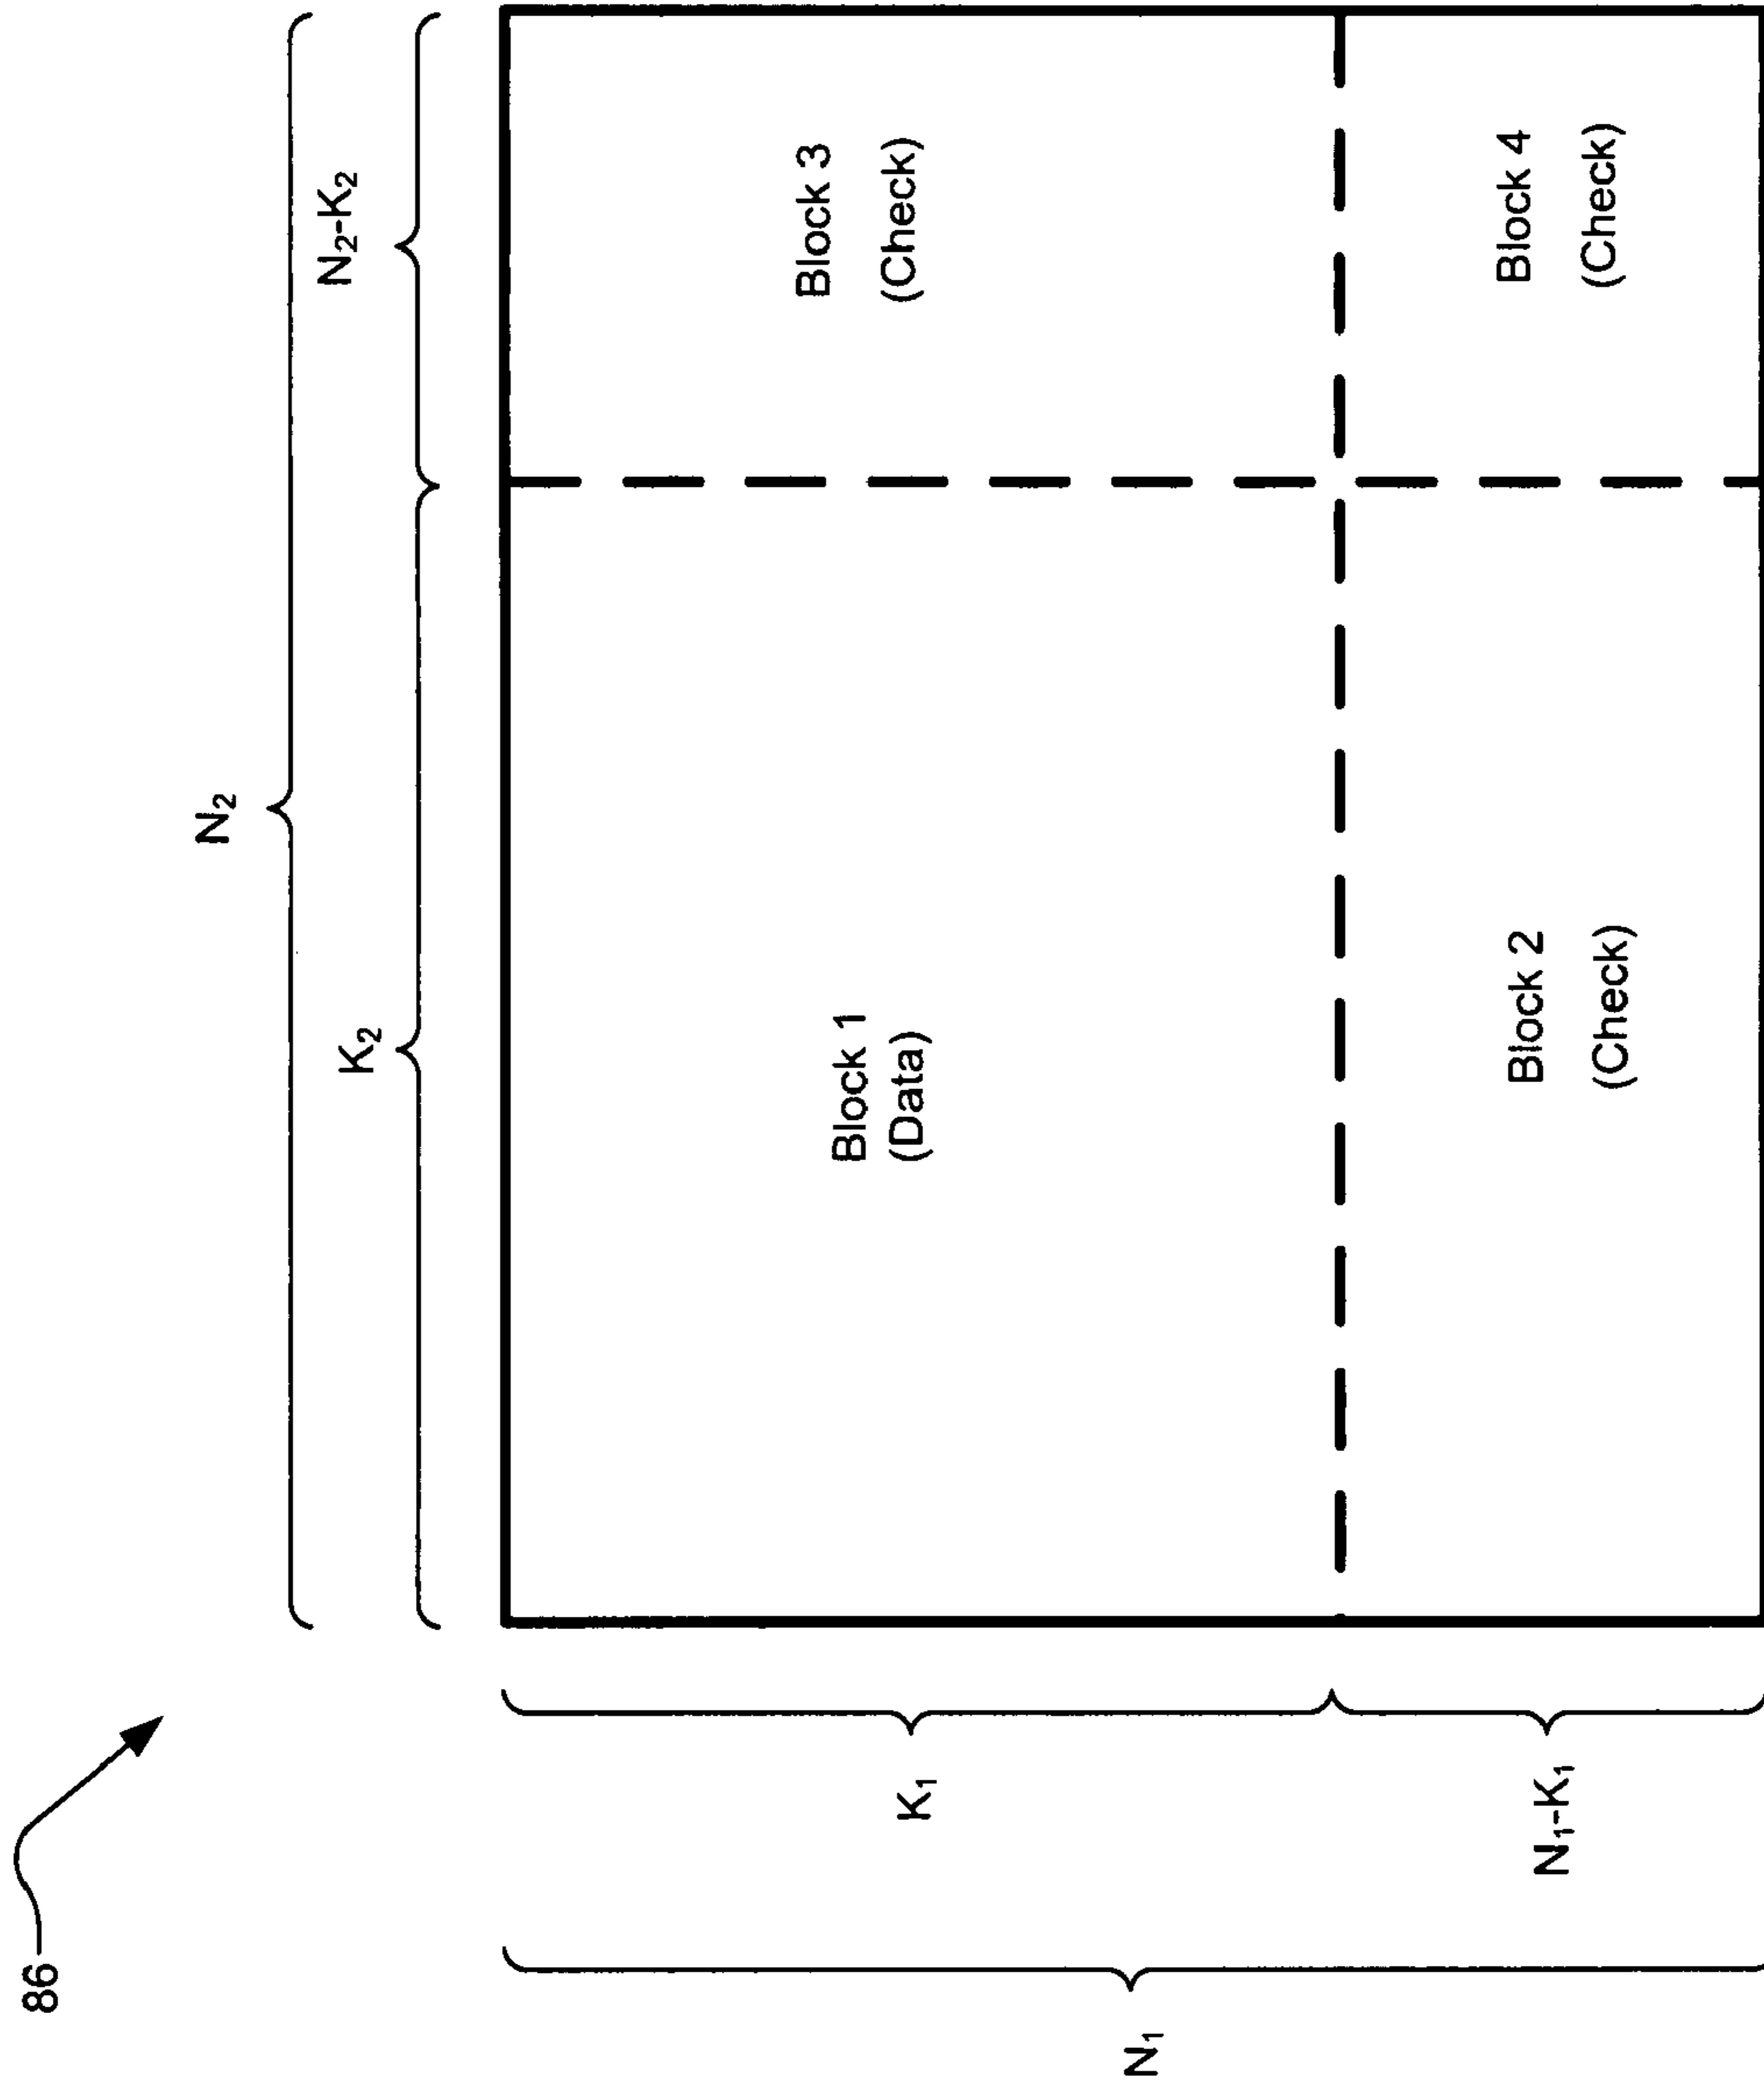 86
N₂
K₂
N₂-K₂
N₁
K₁
N₁-K₁
Block 1
(Data)
Block 3
(Check)
Block 2
(Check)
Block 4
(Check)